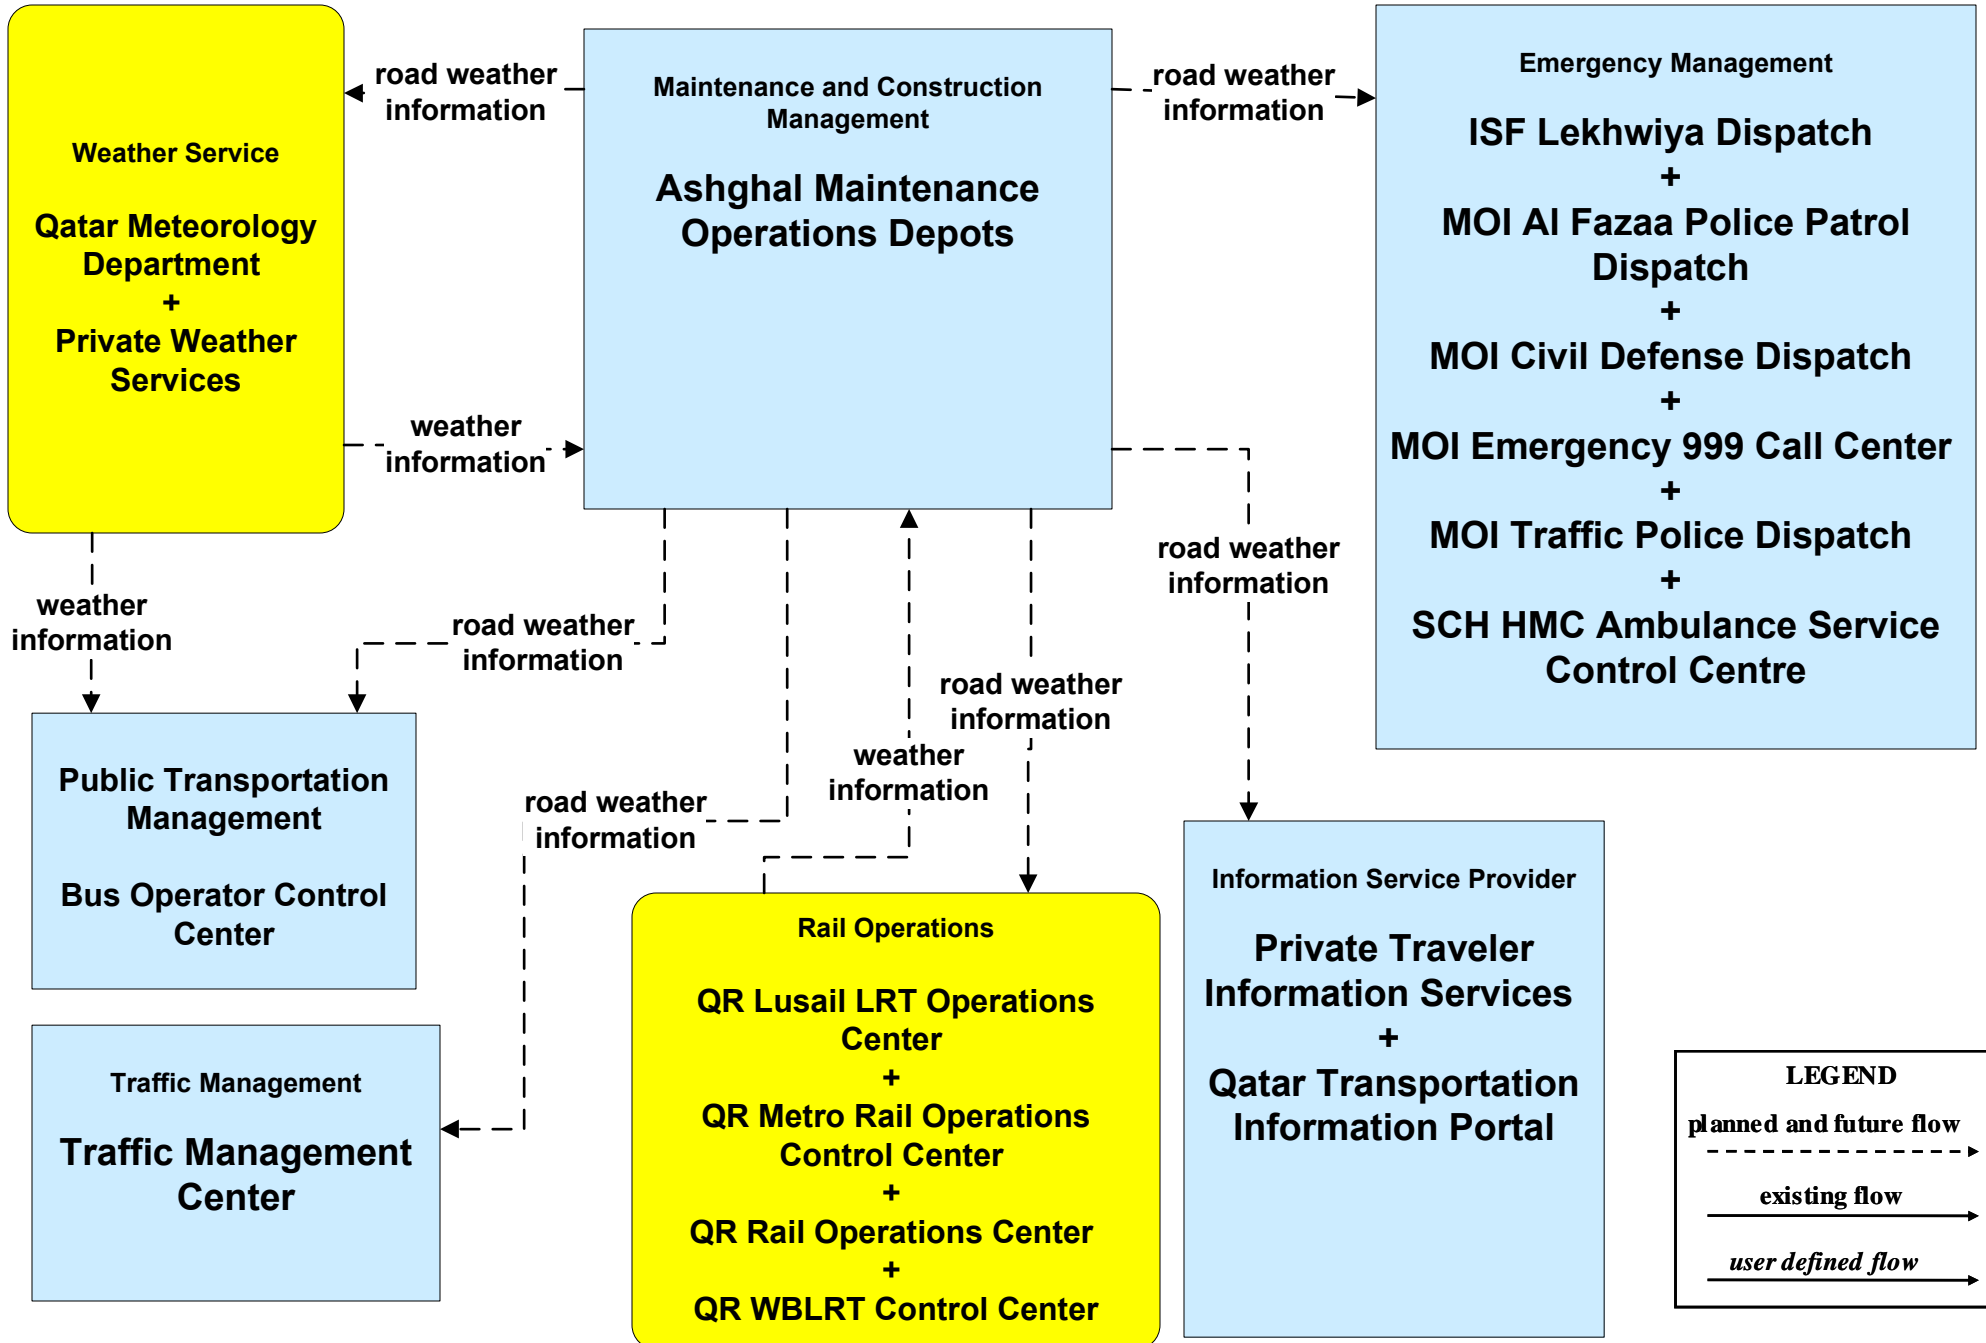 Weather Service
Qatar Meteorology
Department
+
Private Weather
Services
road weather
information
Maintenance and Construction
Management
Ashghal Maintenance
Operations Depots
road weather
information
Emergency Management
ISF Lekhwiya Dispatch
+
MOI Al Fazaa Police Patrol
Dispatch
+
MOI Civil Defense Dispatch
+
MOI Emergency 999 Call Center
+
MOI Traffic Police Dispatch
+
SCH HMC Ambulance Service
Control Centre
weather
information
weather
information
road weather
information
road weather
information
road weather
information
weather
information
road weather
information
Public Transportation
Management
Bus Operator Control
Center
Traffic Management
Traffic Management
Center
Rail Operations
QR Lusail LRT Operations
Center
+
QR Metro Rail Operations
Control Center
+
QR Rail Operations Center
+
QR WBLRT Control Center
Information Service Provider
Private Traveler
Information Services
+
Qatar Transportation
Information Portal
LEGEND
planned and future flow
existing flow
user defined flow